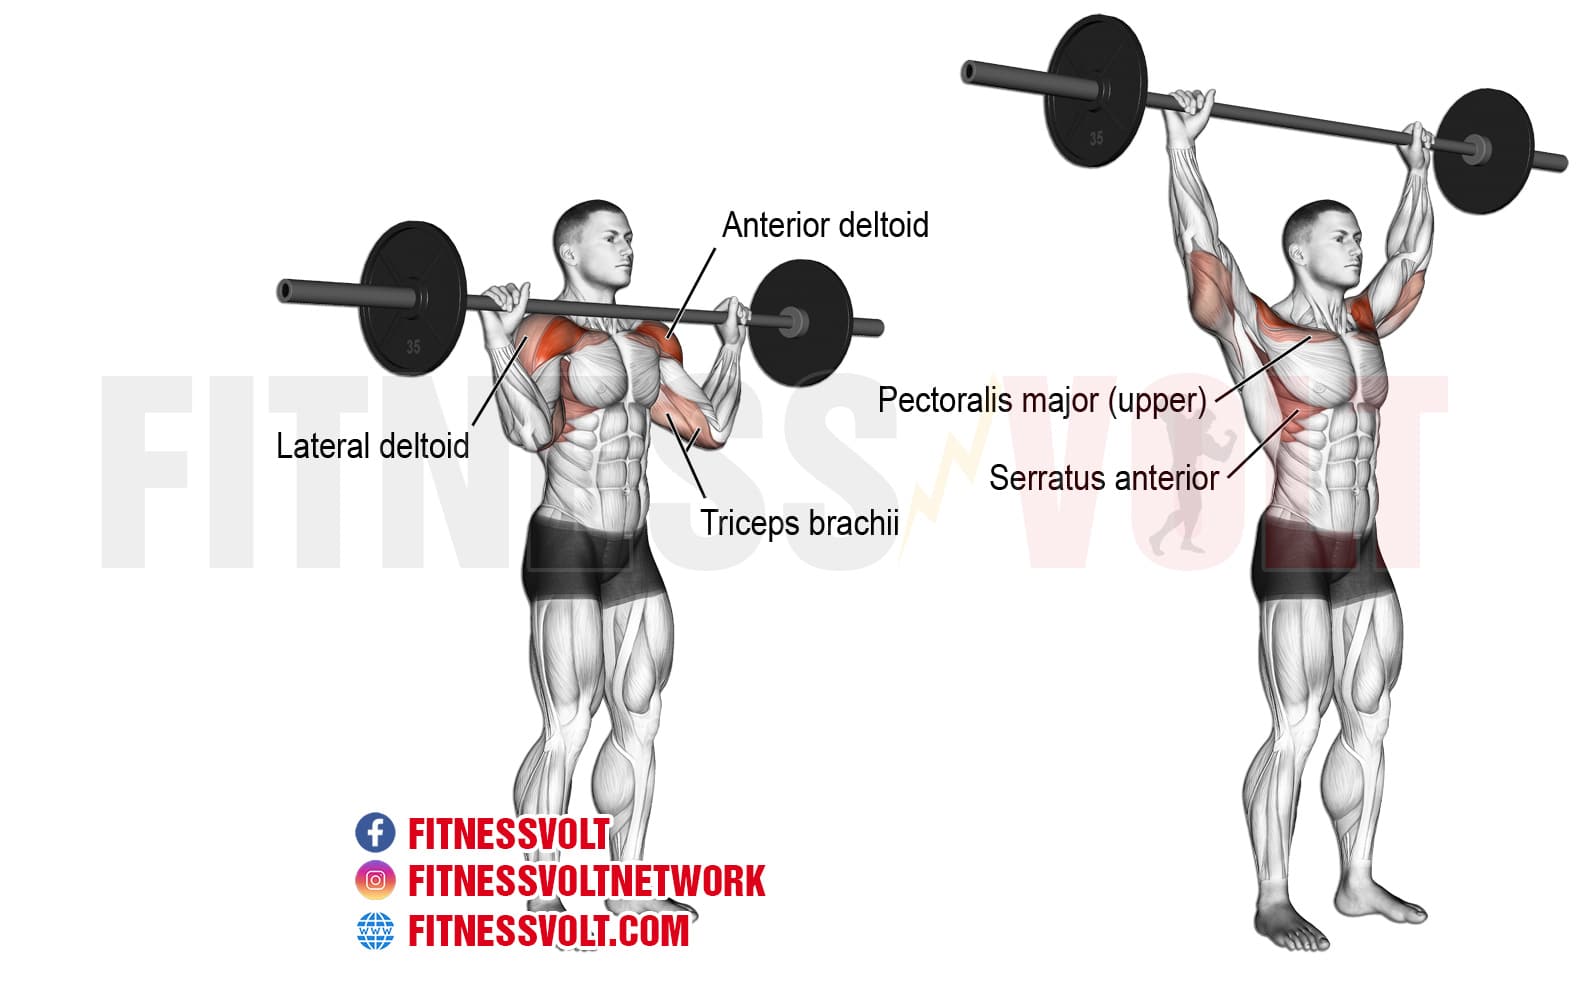 35
Anterior deltoid
35
Lateral deltoid
Triceps brachii
Pectoralis major (upper)
Serratus anterior
FITNESS VOLT
FITNESSVOLT
FITNESSVOLTNETWORK
WWW
FITNESSVOLT.COM